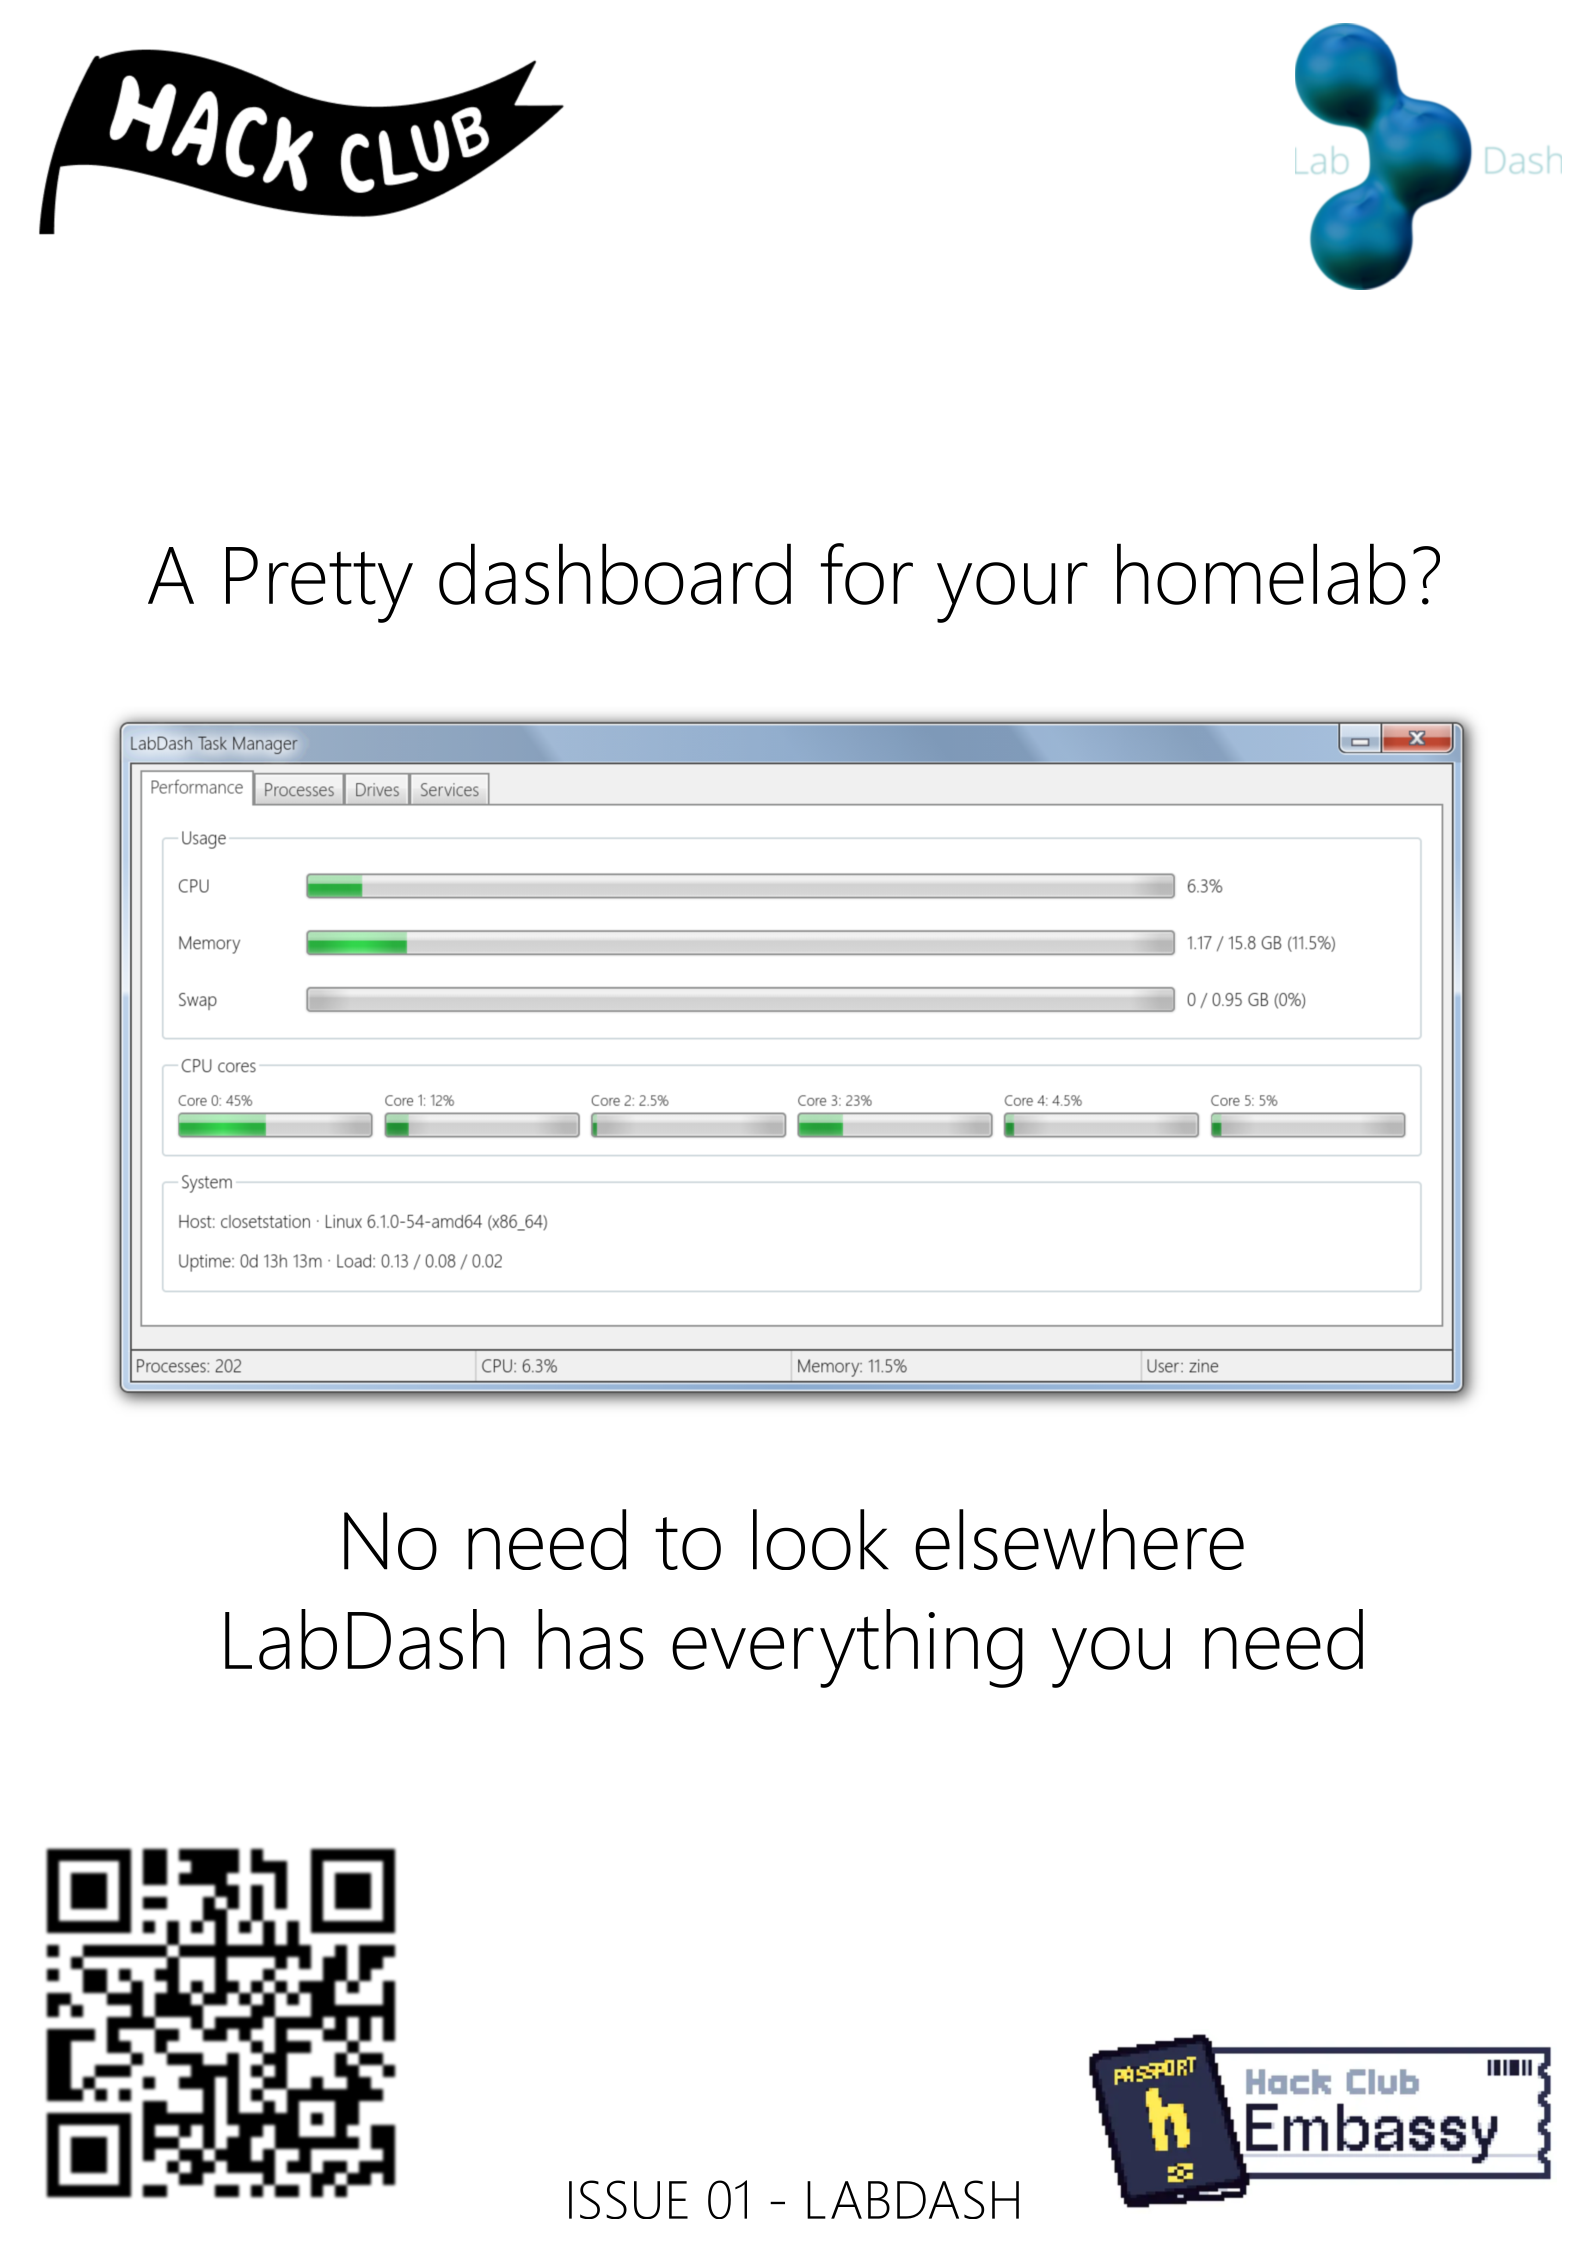 HACK CLUB
Lab Dash
A Pretty dashboard for your homelab?
LabDash Task Manager
Performance Processes Drives Services
Usage
CPU 6.3%
Memory 1.17 / 15.8 GB (11.5%)
Swap 0 / 0.95 GB (0%)
CPU cores
Core 0: 45% Core 1: 12% Core 2: 2.5% Core 3: 23% Core 4: 4.5% Core 5: 5%
System
Host: closetstation · Linux 6.1.0-54-amd64 (x86_64)
Uptime: 0d 13h 13m · Load: 0.13 / 0.08 / 0.02
Processes: 202 CPU: 6.3% Memory: 11.5% User: zine
No need to look elsewhere
LabDash has everything you need
PASSPORT
h
Hack Club
Embassy
ISSUE 01 - LABDASH